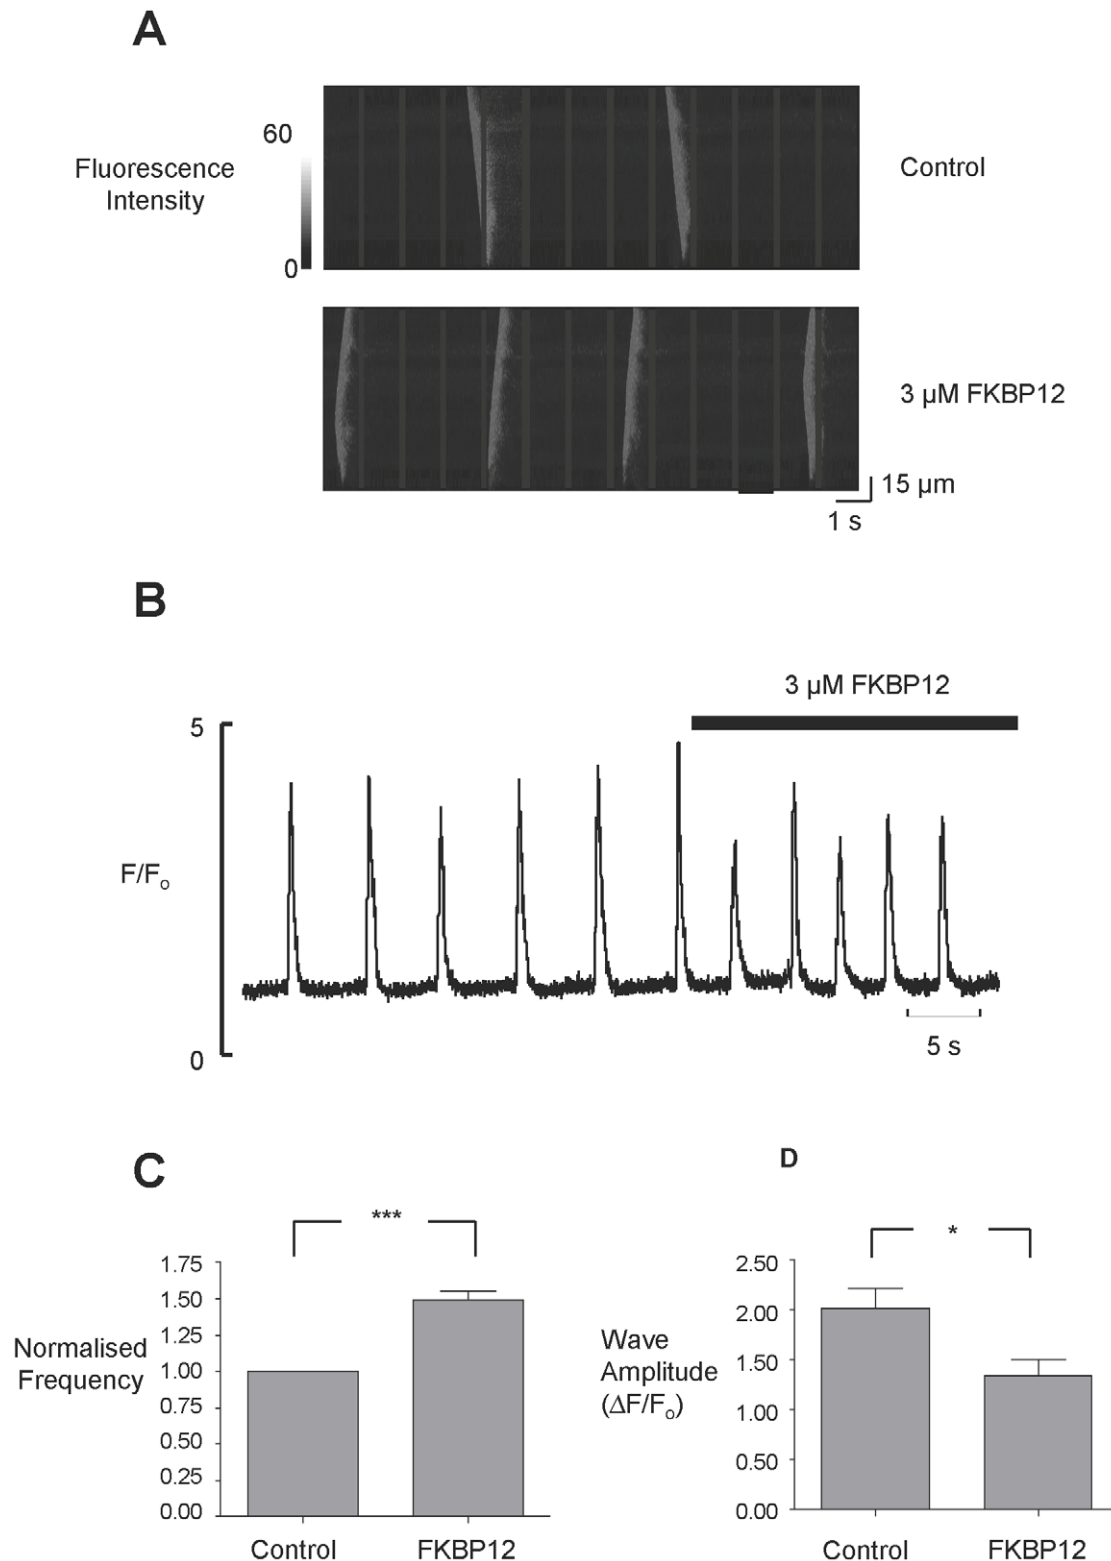 A
60
Fluorescence
Intensity
0
Control
3 µM FKBP12
15 µm
1 s
B
3 µM FKBP12
5
F/Fo
0
5 s
C
***
1.75
1.50
1.25
1.00
0.75
0.50
0.25
0.00
Normalised
Frequency
Control
FKBP12
D
*
2.50
2.00
1.50
1.00
0.50
0.00
Wave
Amplitude
(ΔF/Fo)
Control
FKBP12